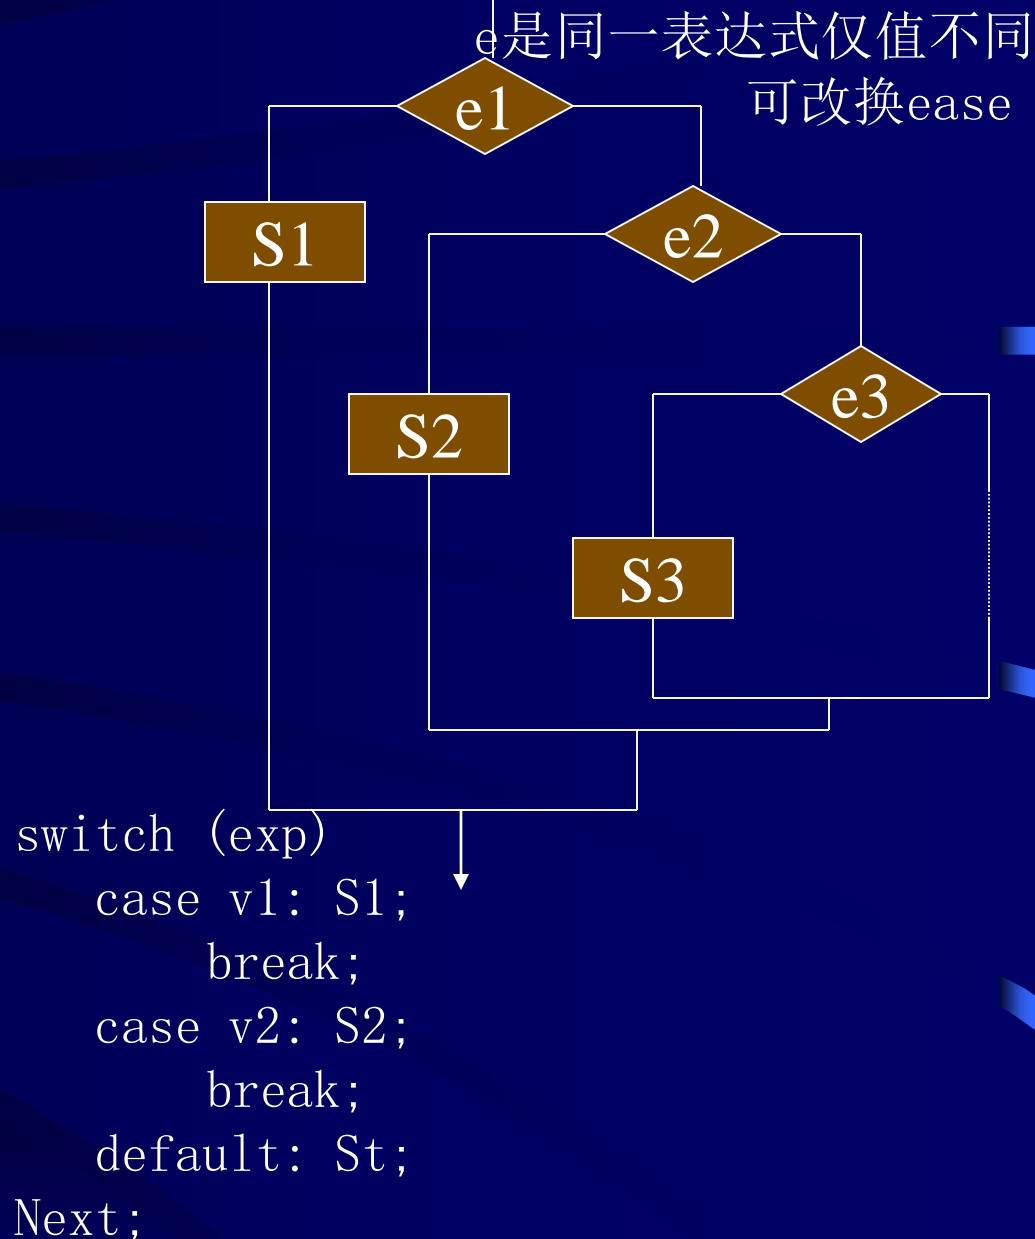 e是同一表达式仅值不同
可改换ease
e1
S1
e2
e3
S2
S3
switch (exp)
case v1: S1;
break;
case v2: S2;
break;
default: St;
Next;